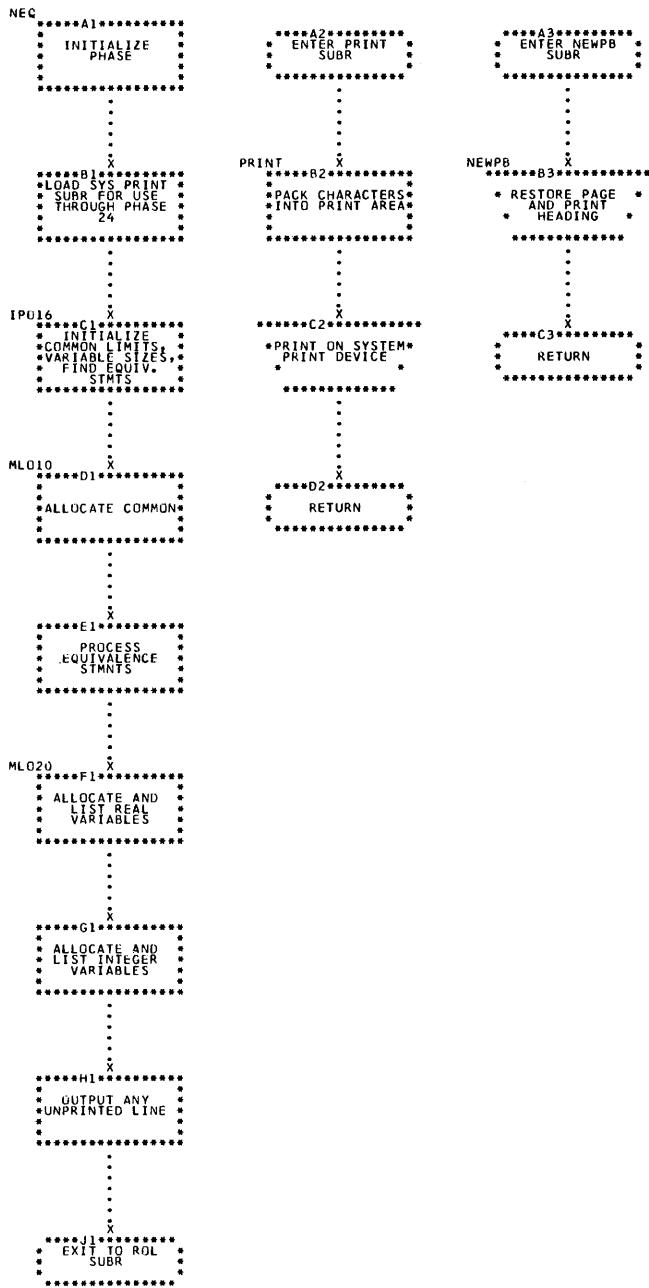 NEC
A1
INITIALIZE
PHASE
B1
LOAD SYS PRINT
SUBR FOR USE
THROUGH PHASE
24
IP016
C1
INITIALIZE
COMMON LIMITS,
VARIABLE SIZES,
FIND EQUIV.
STMTS
ML010
D1
ALLOCATE COMMON
E1
PROCESS
EQUIVALENCE
STMNTS
ML020
F1
ALLOCATE AND
LIST REAL
VARIABLES
G1
ALLOCATE AND
LIST INTEGER
VARIABLES
H1
OUTPUT ANY
UNPRINTED LINE
J1
EXIT TO ROL
SUBR
A2
ENTER PRINT
SUBR
PRINT
B2
PACK CHARACTERS
INTO PRINT AREA
C2
PRINT ON SYSTEM
PRINT DEVICE
D2
RETURN
A3
ENTER NEWPB
SUBR
NEWPB
B3
RESTORE PAGE
AND PRINT
HEADING
C3
RETURN